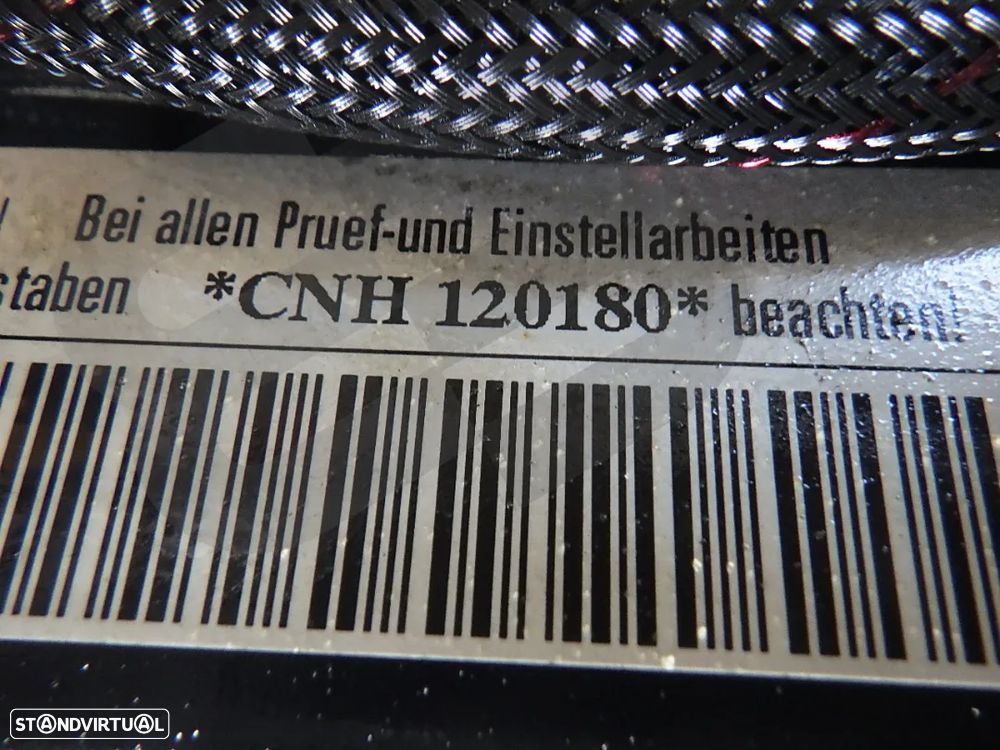 Bei allen Pruef-und Einstellarbeiten
staben *CNH 120180* beachten!
STANDVIRTUAL